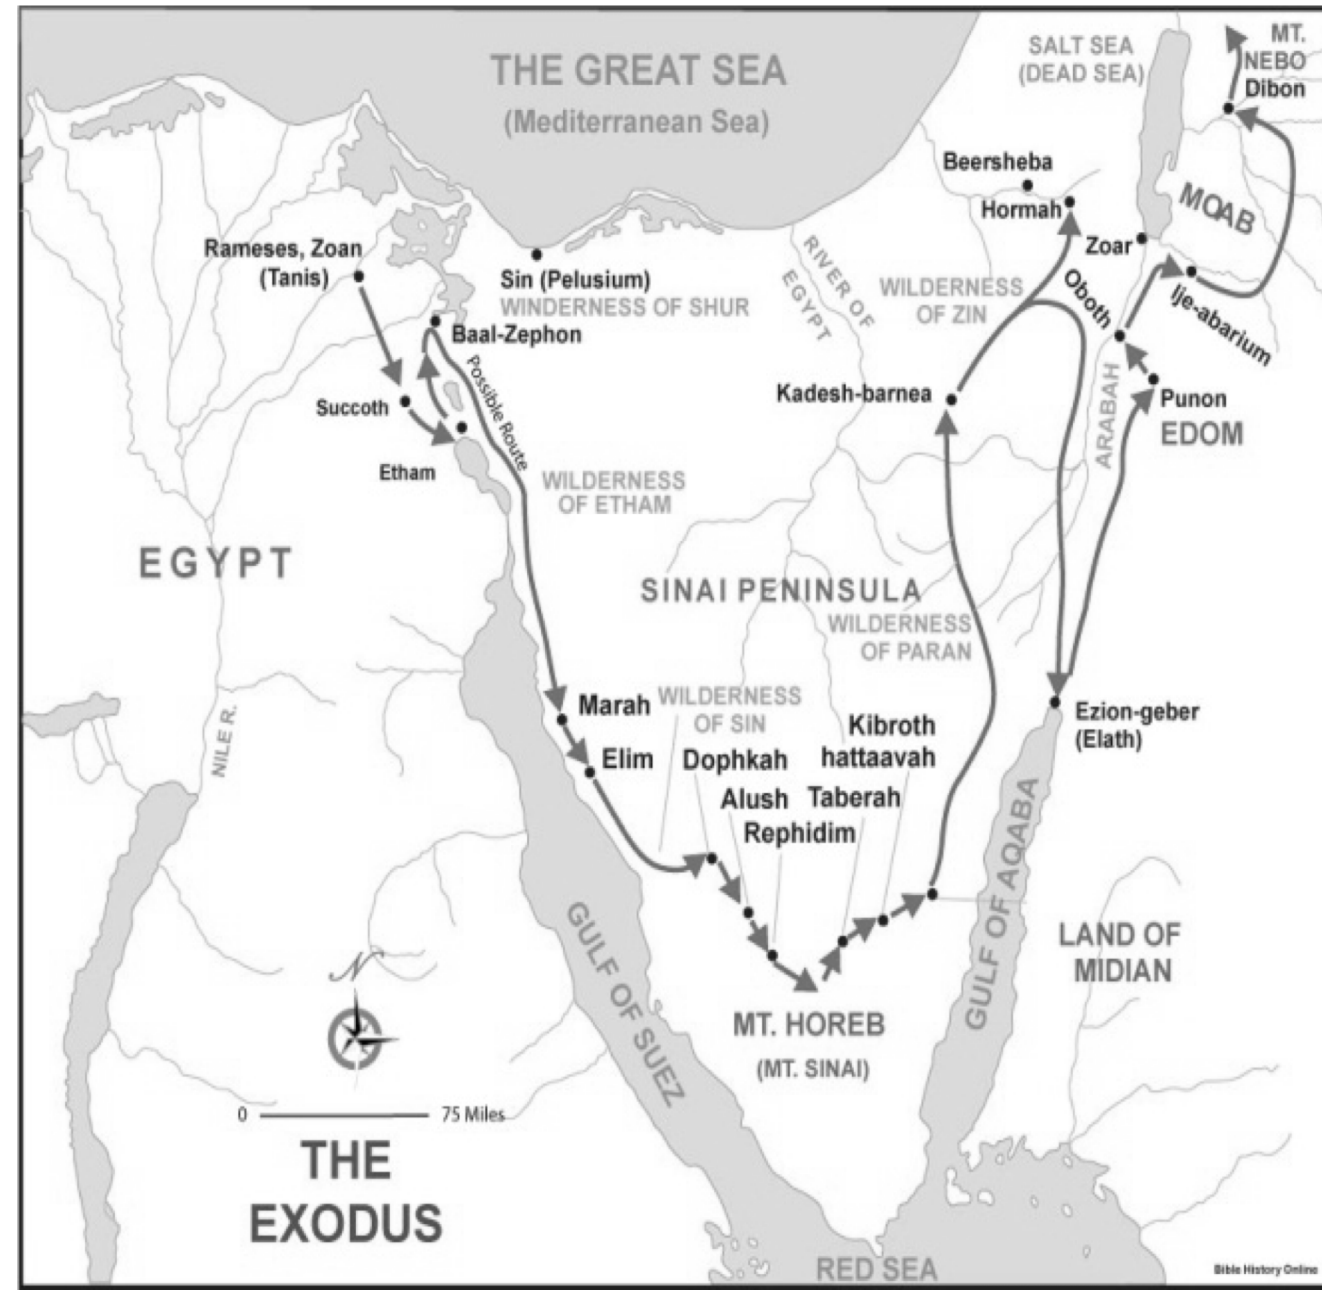 THE GREAT SEA
(Mediterranean Sea)
SALT SEA
(DEAD SEA)
MT.
NEBO
Dibon
Beersheba
Hormah
MOAB
Zoar
Rameses, Zoan
(Tanis)
Sin (Pelusium)
WINDERNESS OF SHUR
RIVER OF
EGYPT
WILDERNESS
OF ZIN
Oboth
Ije-abarium
Baal-Zephon
Possible Route
Succoth
Kadesh-barnea
ARABAH
Punon
EDOM
Etham
WILDERNESS
OF ETHAM
EGYPT
SINAI PENINSULA
WILDERNESS
OF PARAN
NILE R.
Marah
WILDERNESS
OF SIN
Elim
Dophkah
Kibroth
hattaavah
Alush
Taberah
Rephidim
Ezion-geber
(Elath)
GULF OF AQABA
GULF OF SUEZ
LAND OF
MIDIAN
MT. HOREB
(MT. SINAI)
N
0 75 Miles
THE
EXODUS
RED SEA
Bible History Online